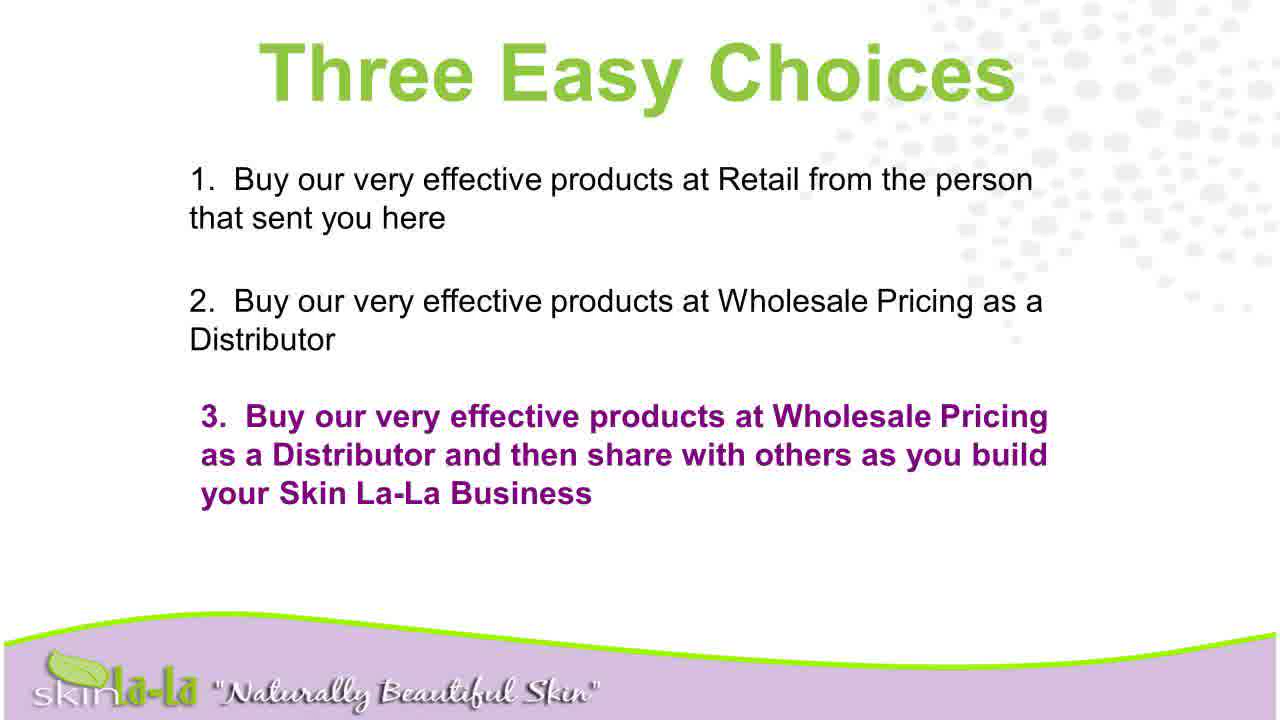 Three Easy Choices
1. Buy our very effective products at Retail from the person
that sent you here
2. Buy our very effective products at Wholesale Pricing as a
Distributor
3. Buy our very effective products at Wholesale Pricing
as a Distributor and then share with others as you build
your Skin La-La Business
skin la-la "Naturally Beautiful Skin"